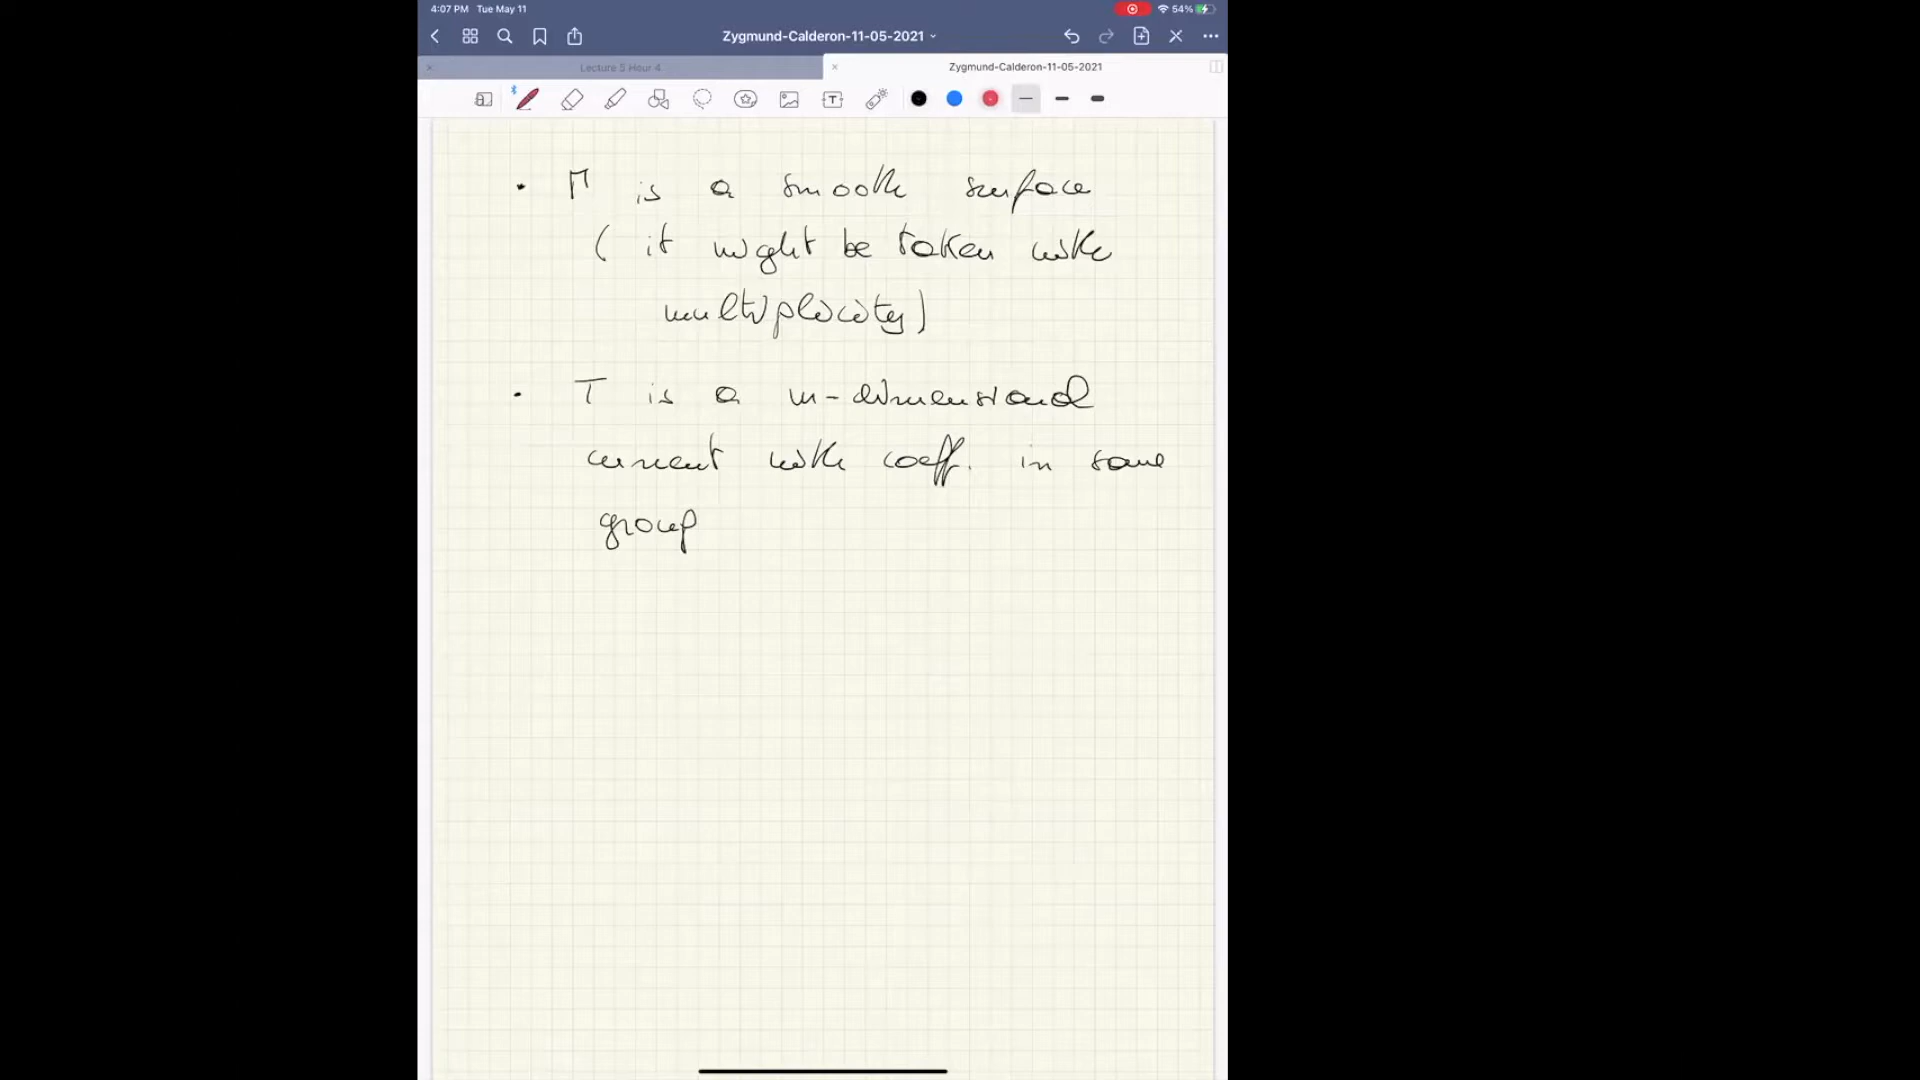 4:07 PM Tue May 11
54%
Zygmund-Calderon-11-05-2021
Lecture 5 Hour 4
Zygmund-Calderon-11-05-2021
• Γ is a smooth surface
( it might be taken with
multiplicity)
• T is a m-dimensional
current with coeff. in some
group